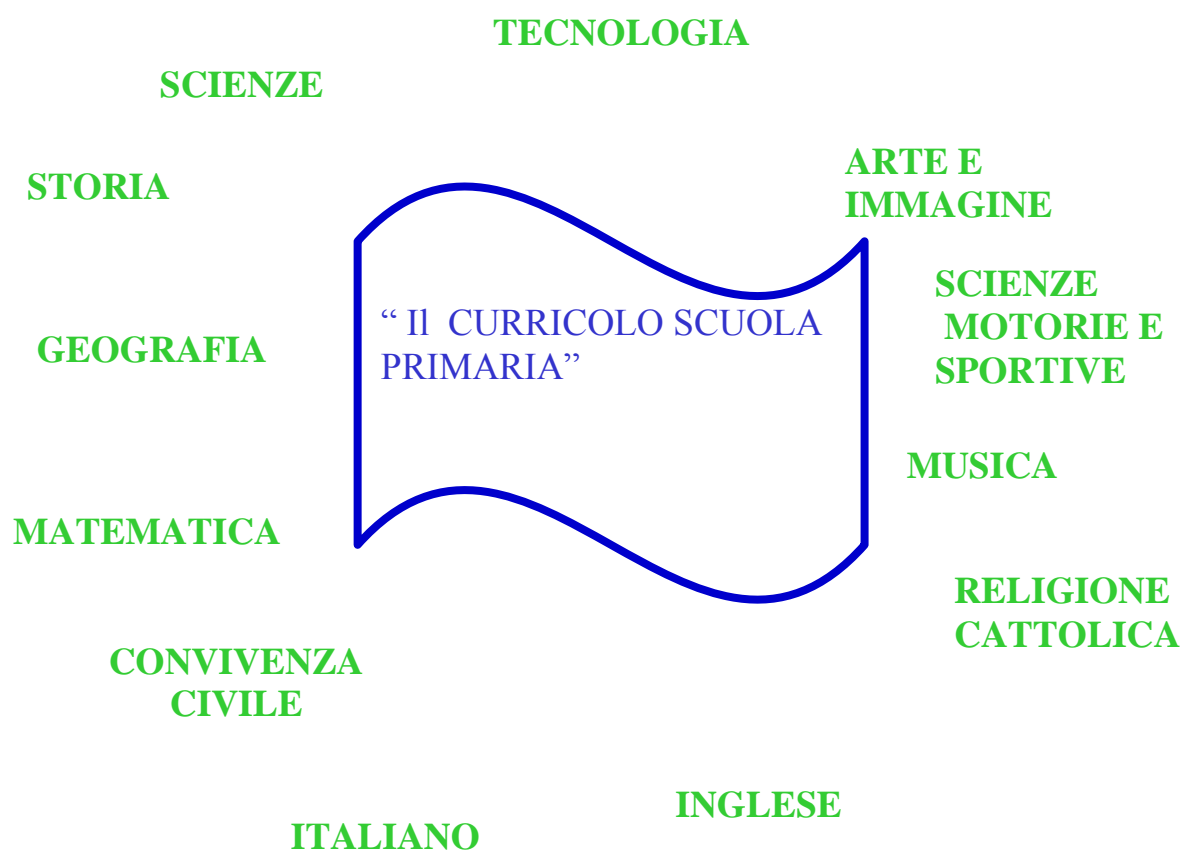 TECNOLOGIA
SCIENZE
ARTE E
IMMAGINE
STORIA
SCIENZE
MOTORIE E
SPORTIVE
“ Il  CURRICOLO SCUOLA
PRIMARIA”
GEOGRAFIA
MUSICA
MATEMATICA
RELIGIONE
CATTOLICA
CONVIVENZA
CIVILE
INGLESE
ITALIANO